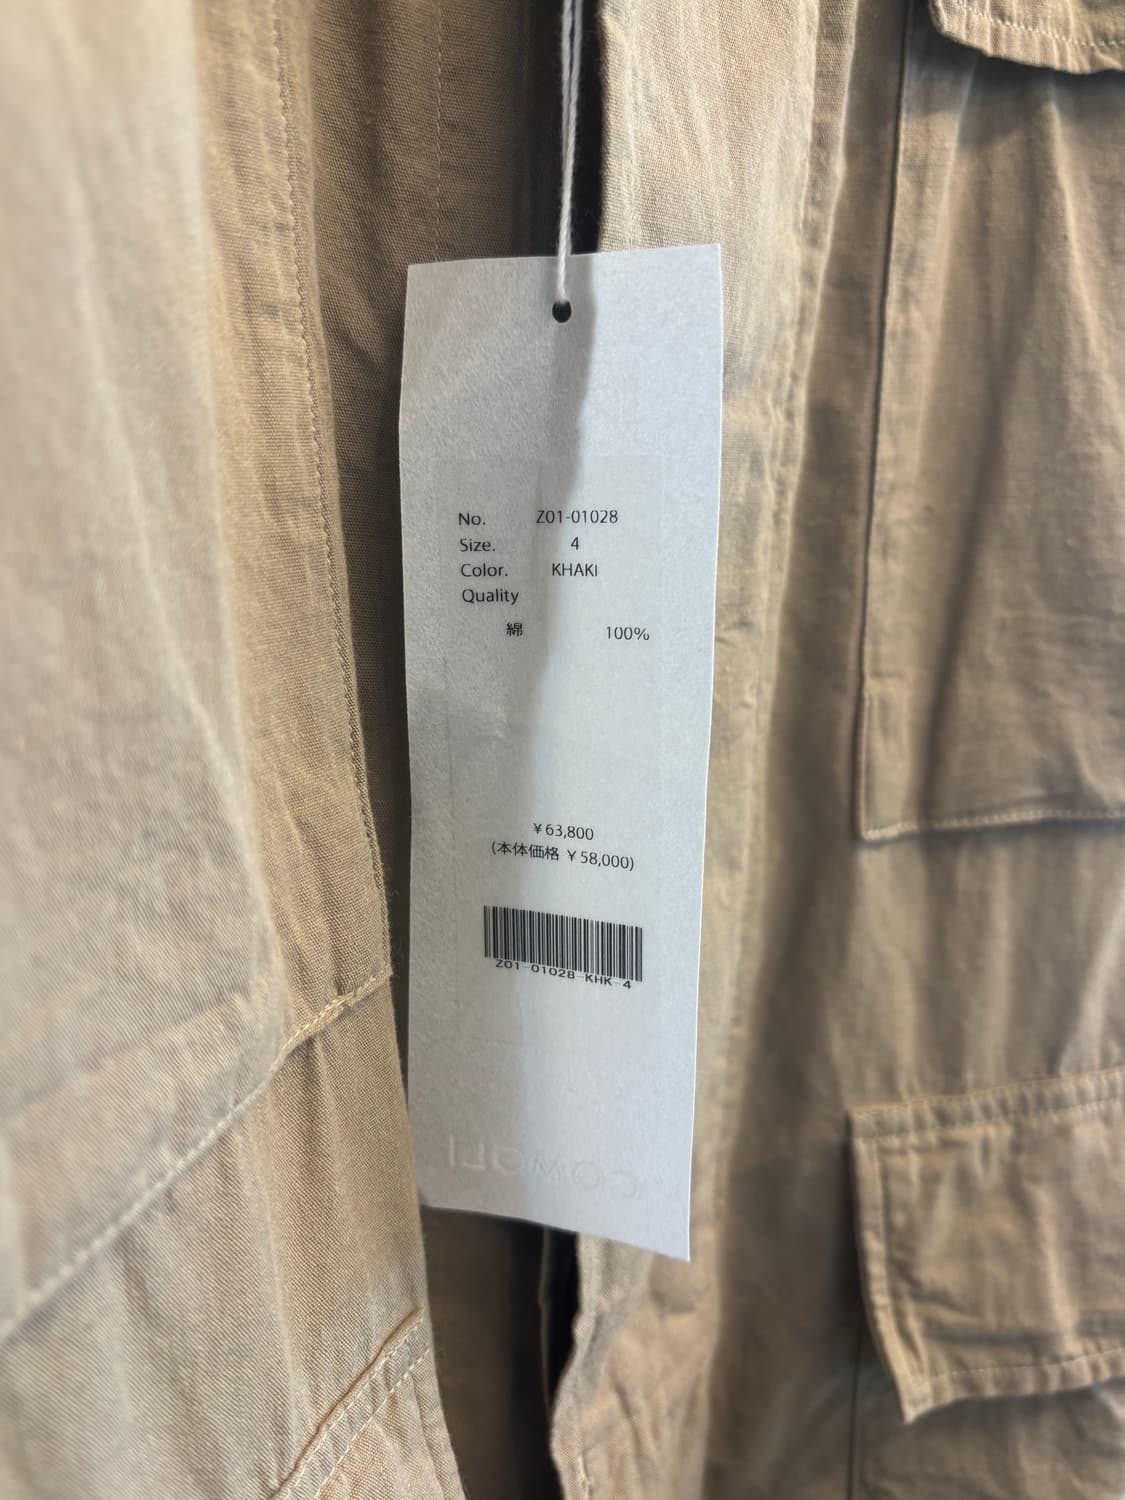 No. Z01-01028
Size. 4
Color. KHAKI
Quality
綿 100%
¥63,800
(本体価格 ¥58,000)
Z01-01028-KHK-4